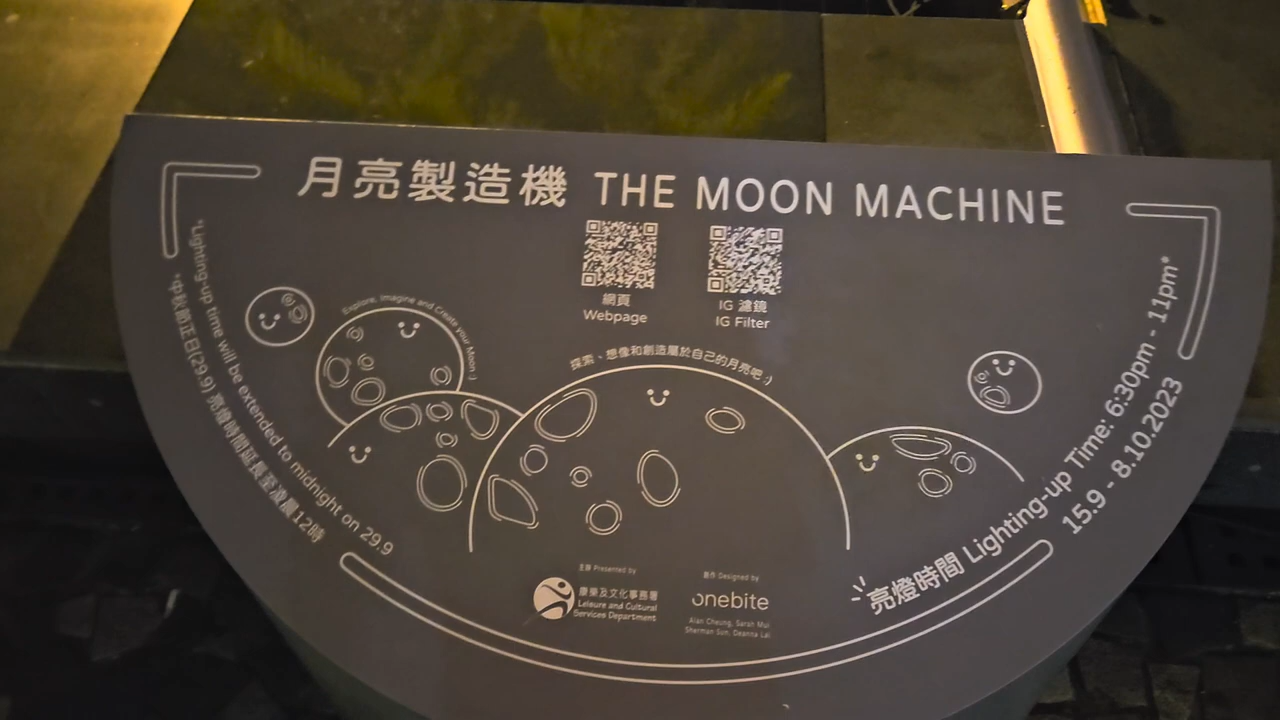 月亮製造機 THE MOON MACHINE
網頁
Webpage
IG 濾鏡
IG Filter
Explore, Imagine and Create your Moon :)
探索、想像和創造屬於自己的月亮吧 :)
*Lighting-up time will be extended to midnight on 29.9
*中秋節正日(29.9) 亮燈時間延長至凌晨12時
亮燈時間 Lighting-up Time: 6:30pm - 11pm*
15.9 - 8.10.2023
主辦 Presented by
康樂及文化事務署
Leisure and Cultural
Services Department
創作 Designed by
onebite
Alan Cheung, Sarah Mui
Sherman Sun, Deanna Lai